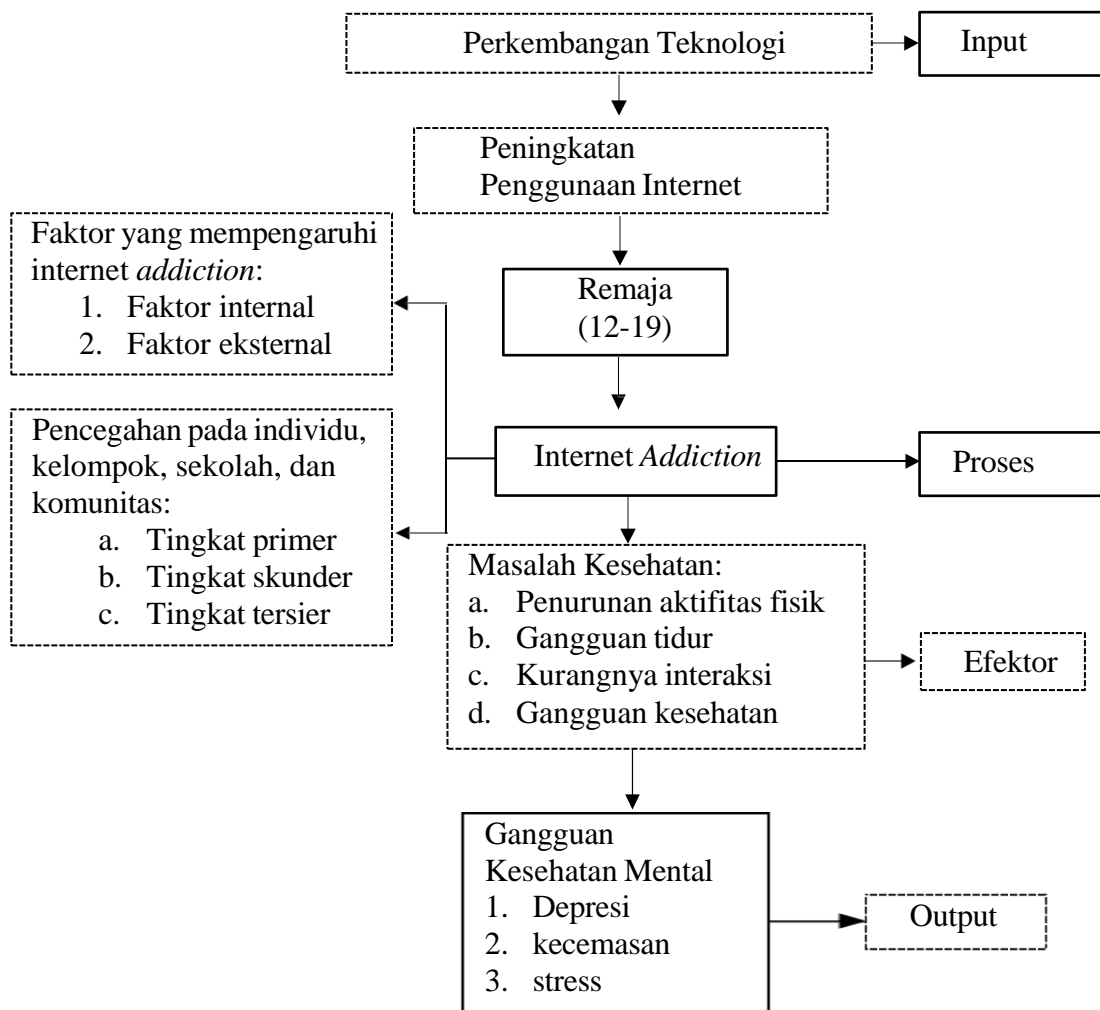 Perkembangan Teknologi
Input
Peningkatan
Penggunaan Internet
Faktor yang mempengaruhi
internet addiction:
1. Faktor internal
2. Faktor eksternal
Remaja
(12-19)
Pencegahan pada individu,
kelompok, sekolah, dan
komunitas:
a. Tingkat primer
b. Tingkat skunder
c. Tingkat tersier
Internet Addiction
Proses
Masalah Kesehatan:
a. Penurunan aktifitas fisik
b. Gangguan tidur
c. Kurangnya interaksi
d. Gangguan kesehatan
Efektor
Gangguan
Kesehatan Mental
1. Depresi
2. kecemasan
3. stress
Output